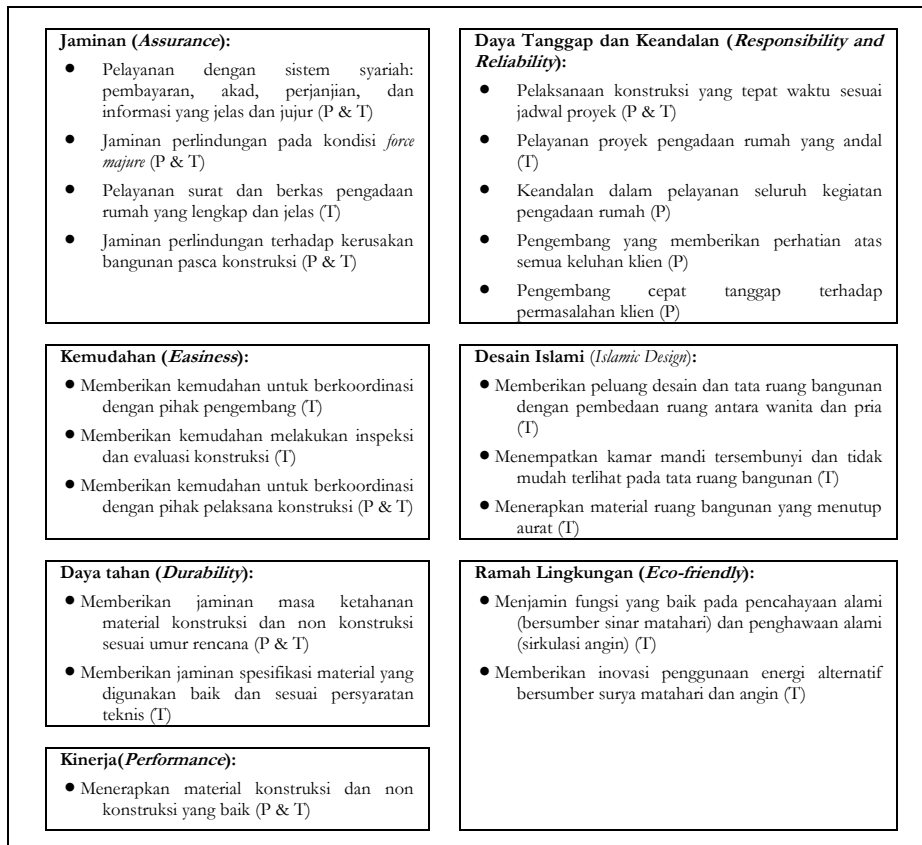 Jaminan (Assurance):
● Pelayanan dengan sistem syariah:
pembayaran, akad, perjanjian, dan
informasi yang jelas dan jujur (P & T)
● Jaminan perlindungan pada kondisi force
majure (P & T)
● Pelayanan surat dan berkas pengadaan
rumah yang lengkap dan jelas (T)
● Jaminan perlindungan terhadap kerusakan
bangunan pasca konstruksi (P & T)
Daya Tanggap dan Keandalan (Responsibility and
Reliability):
● Pelaksanaan konstruksi yang tepat waktu sesuai
jadwal proyek (P & T)
● Pelayanan proyek pengadaan rumah yang andal
(T)
● Keandalan dalam pelayanan seluruh kegiatan
pengadaan rumah (P)
● Pengembang yang memberikan perhatian atas
semua keluhan klien (P)
● Pengembang cepat tanggap terhadap
permasalahan klien (P)
Kemudahan (Easiness):
● Memberikan kemudahan untuk berkoordinasi
dengan pihak pengembang (T)
● Memberikan kemudahan melakukan inspeksi
dan evaluasi konstruksi (T)
● Memberikan kemudahan untuk berkoordinasi
dengan pihak pelaksana konstruksi (P & T)
Desain Islami (Islamic Design):
● Memberikan peluang desain dan tata ruang bangunan
dengan pembedaan ruang antara wanita dan pria
(T)
● Menempatkan kamar mandi tersembunyi dan tidak
mudah terlihat pada tata ruang bangunan (T)
● Menerapkan material ruang bangunan yang menutup
aurat (T)
Daya tahan (Durability):
● Memberikan jaminan masa ketahanan
material konstruksi dan non konstruksi
sesuai umur rencana (P & T)
● Memberikan jaminan spesifikasi material yang
digunakan baik dan sesuai persyaratan
teknis (T)
Ramah Lingkungan (Eco-friendly):
● Menjamin fungsi yang baik pada pencahayaan alami
(bersumber sinar matahari) dan penghawaan alami
(sirkulasi angin) (T)
● Memberikan inovasi penggunaan energi alternatif
bersumber surya matahari dan angin (T)
Kinerja(Performance):
● Menerapkan material konstruksi dan non
konstruksi yang baik (P & T)